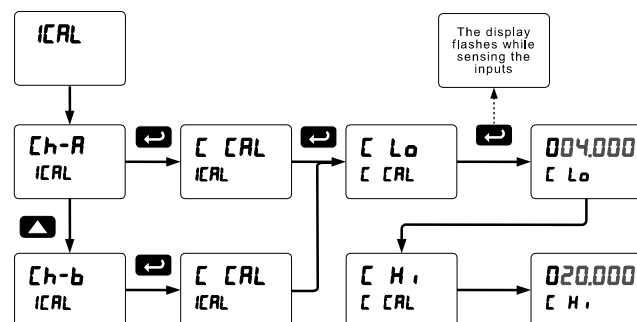 ICAL
The display
flashes while
sensing the
inputs
Ch-A
ICAL
C CAL
ICAL
C Lo
C CAL
004.000
C Lo
Ch-b
ICAL
C CAL
ICAL
C Hi
C CAL
020.000
C Hi